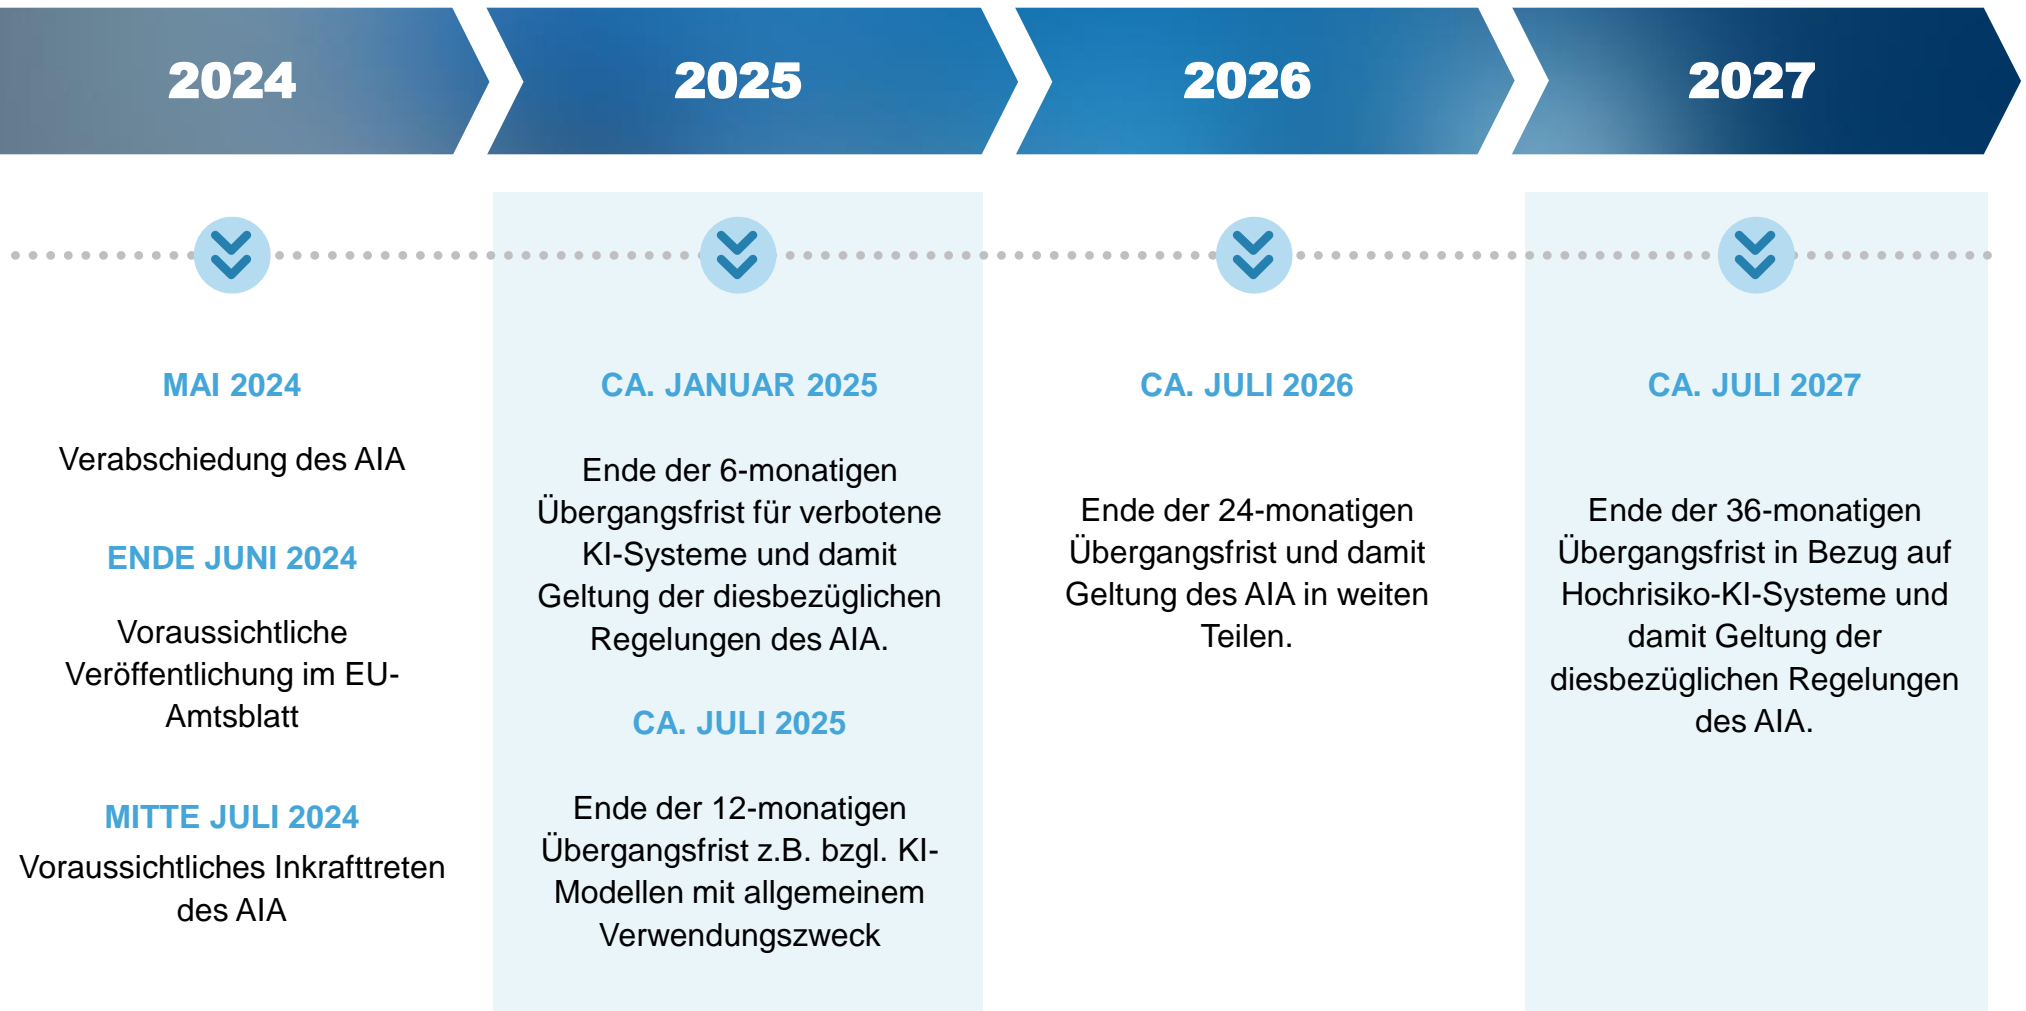 2024
2025
2026
2027
MAI 2024
Verabschiedung des AIA
ENDE JUNI 2024
Voraussichtliche
Veröffentlichung im EU-
Amtsblatt
MITTE JULI 2024
Voraussichtliches Inkrafttreten
des AIA
CA. JANUAR 2025
Ende der 6-monatigen
Übergangsfrist für verbotene
KI-Systeme und damit
Geltung der diesbezüglichen
Regelungen des AIA.
CA. JULI 2025
Ende der 12-monatigen
Übergangsfrist z.B. bzgl. KI-
Modellen mit allgemeinem
Verwendungszweck
CA. JULI 2026
Ende der 24-monatigen
Übergangsfrist und damit
Geltung des AIA in weiten
Teilen.
CA. JULI 2027
Ende der 36-monatigen
Übergangsfrist in Bezug auf
Hochrisiko-KI-Systeme und
damit Geltung der
diesbezüglichen Regelungen
des AIA.